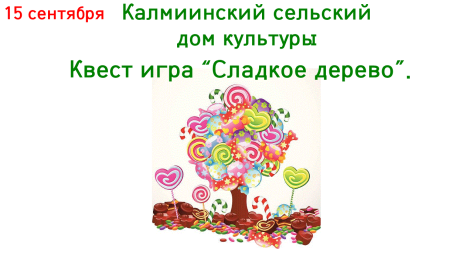 15 сентября Калмиинский сельский
дом культуры
Квест игра “Сладкое дерево”.